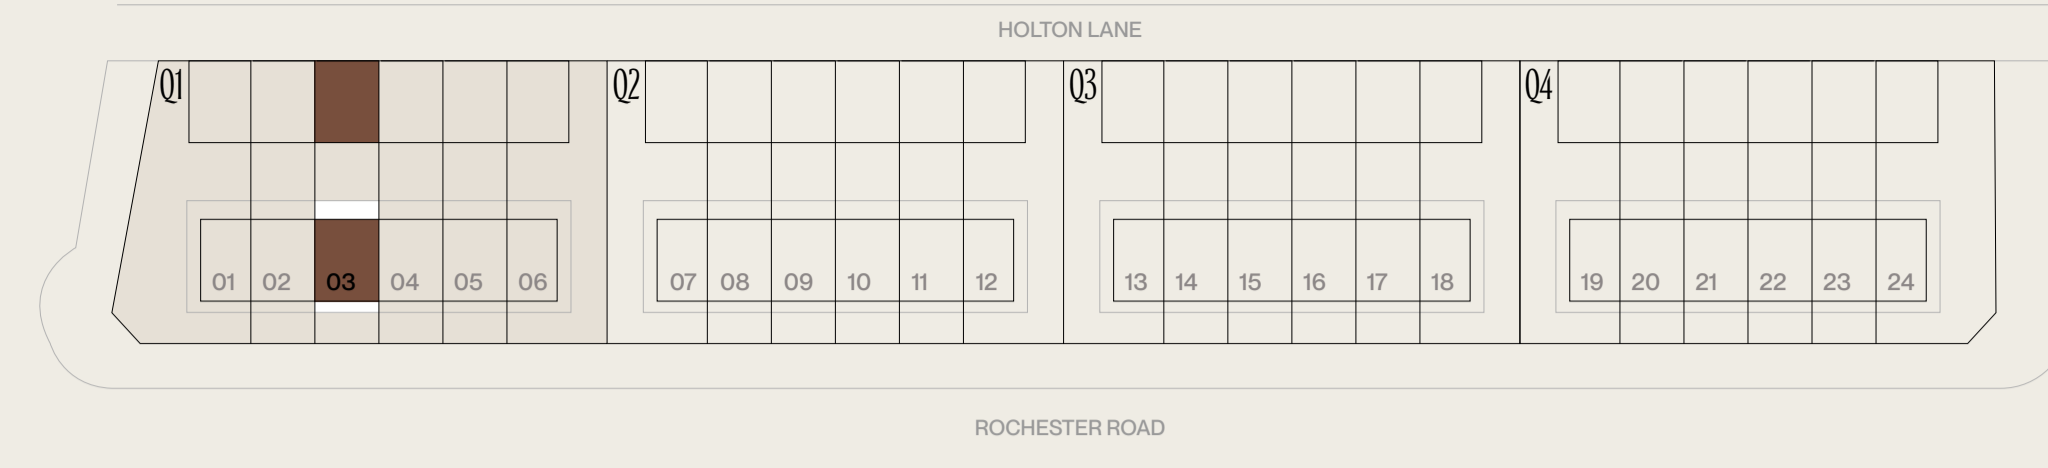 HOLTON LANE
Q1 Q2 Q3 Q4
01 02 03 04 05 06 07 08 09 10 11 12 13 14 15 16 17 18 19 20 21 22 23 24
ROCHESTER ROAD